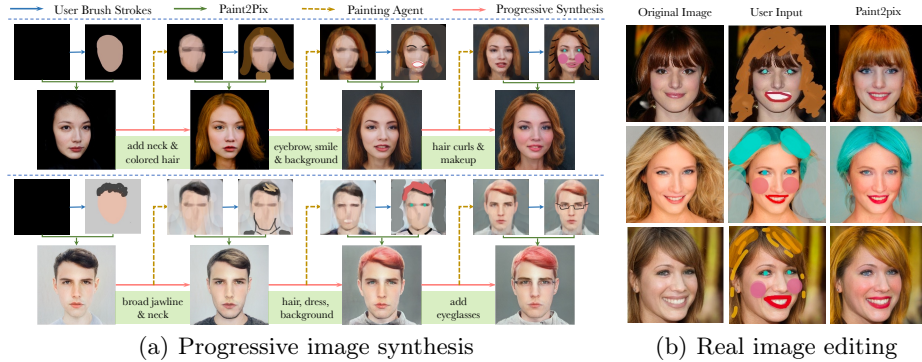 User Brush Strokes Paint2Pix Painting Agent Progressive Synthesis
add neck &
colored hair
eyebrow, smile
& background
hair curls &
makeup
broad jawline
& neck
hair, dress,
background
add
eyeglasses
(a) Progressive image synthesis
Original Image User Input Paint2pix
(b) Real image editing